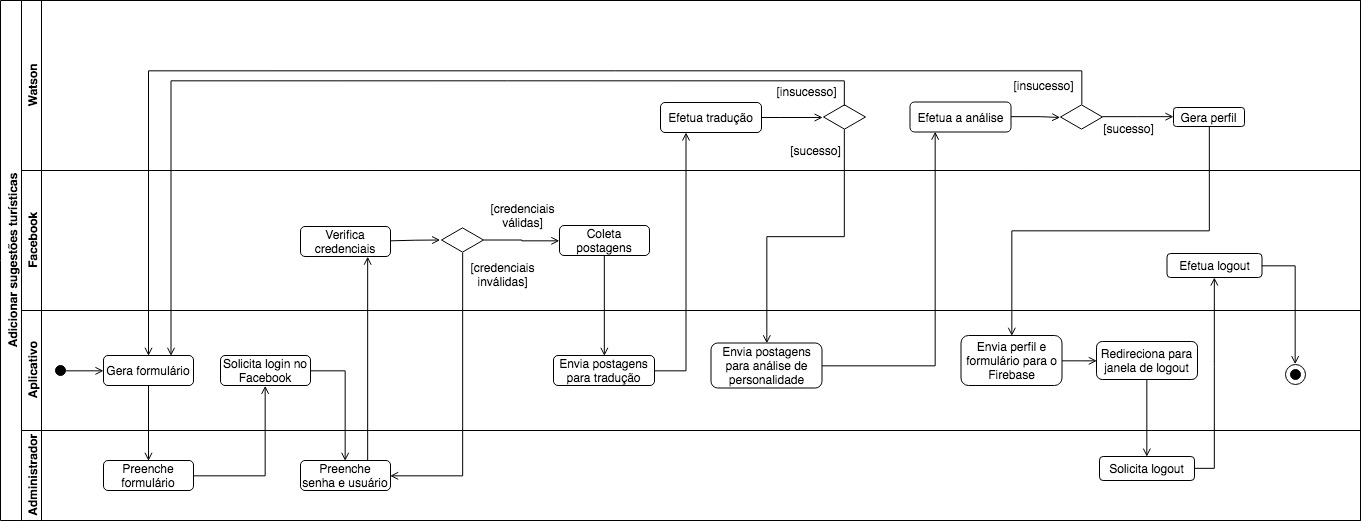 Adicionar sugestões turísticas
Watson
[insucesso]
Efetua tradução
[sucesso]
[insucesso]
Efetua a análise
[sucesso]
Gera perfil
Facebook
Verifica
credenciais
[credenciais
válidas]
[credenciais
inválidas]
Coleta
postagens
Efetua logout
Aplicativo
Gera formulário
Solicita login no
Facebook
Envia postagens
para tradução
Envia postagens
para análise de
personalidade
Envia perfil e
formulário para o
Firebase
Redireciona para
janela de logout
Administrador
Preenche
formulário
Preenche
senha e usuário
Solicita logout